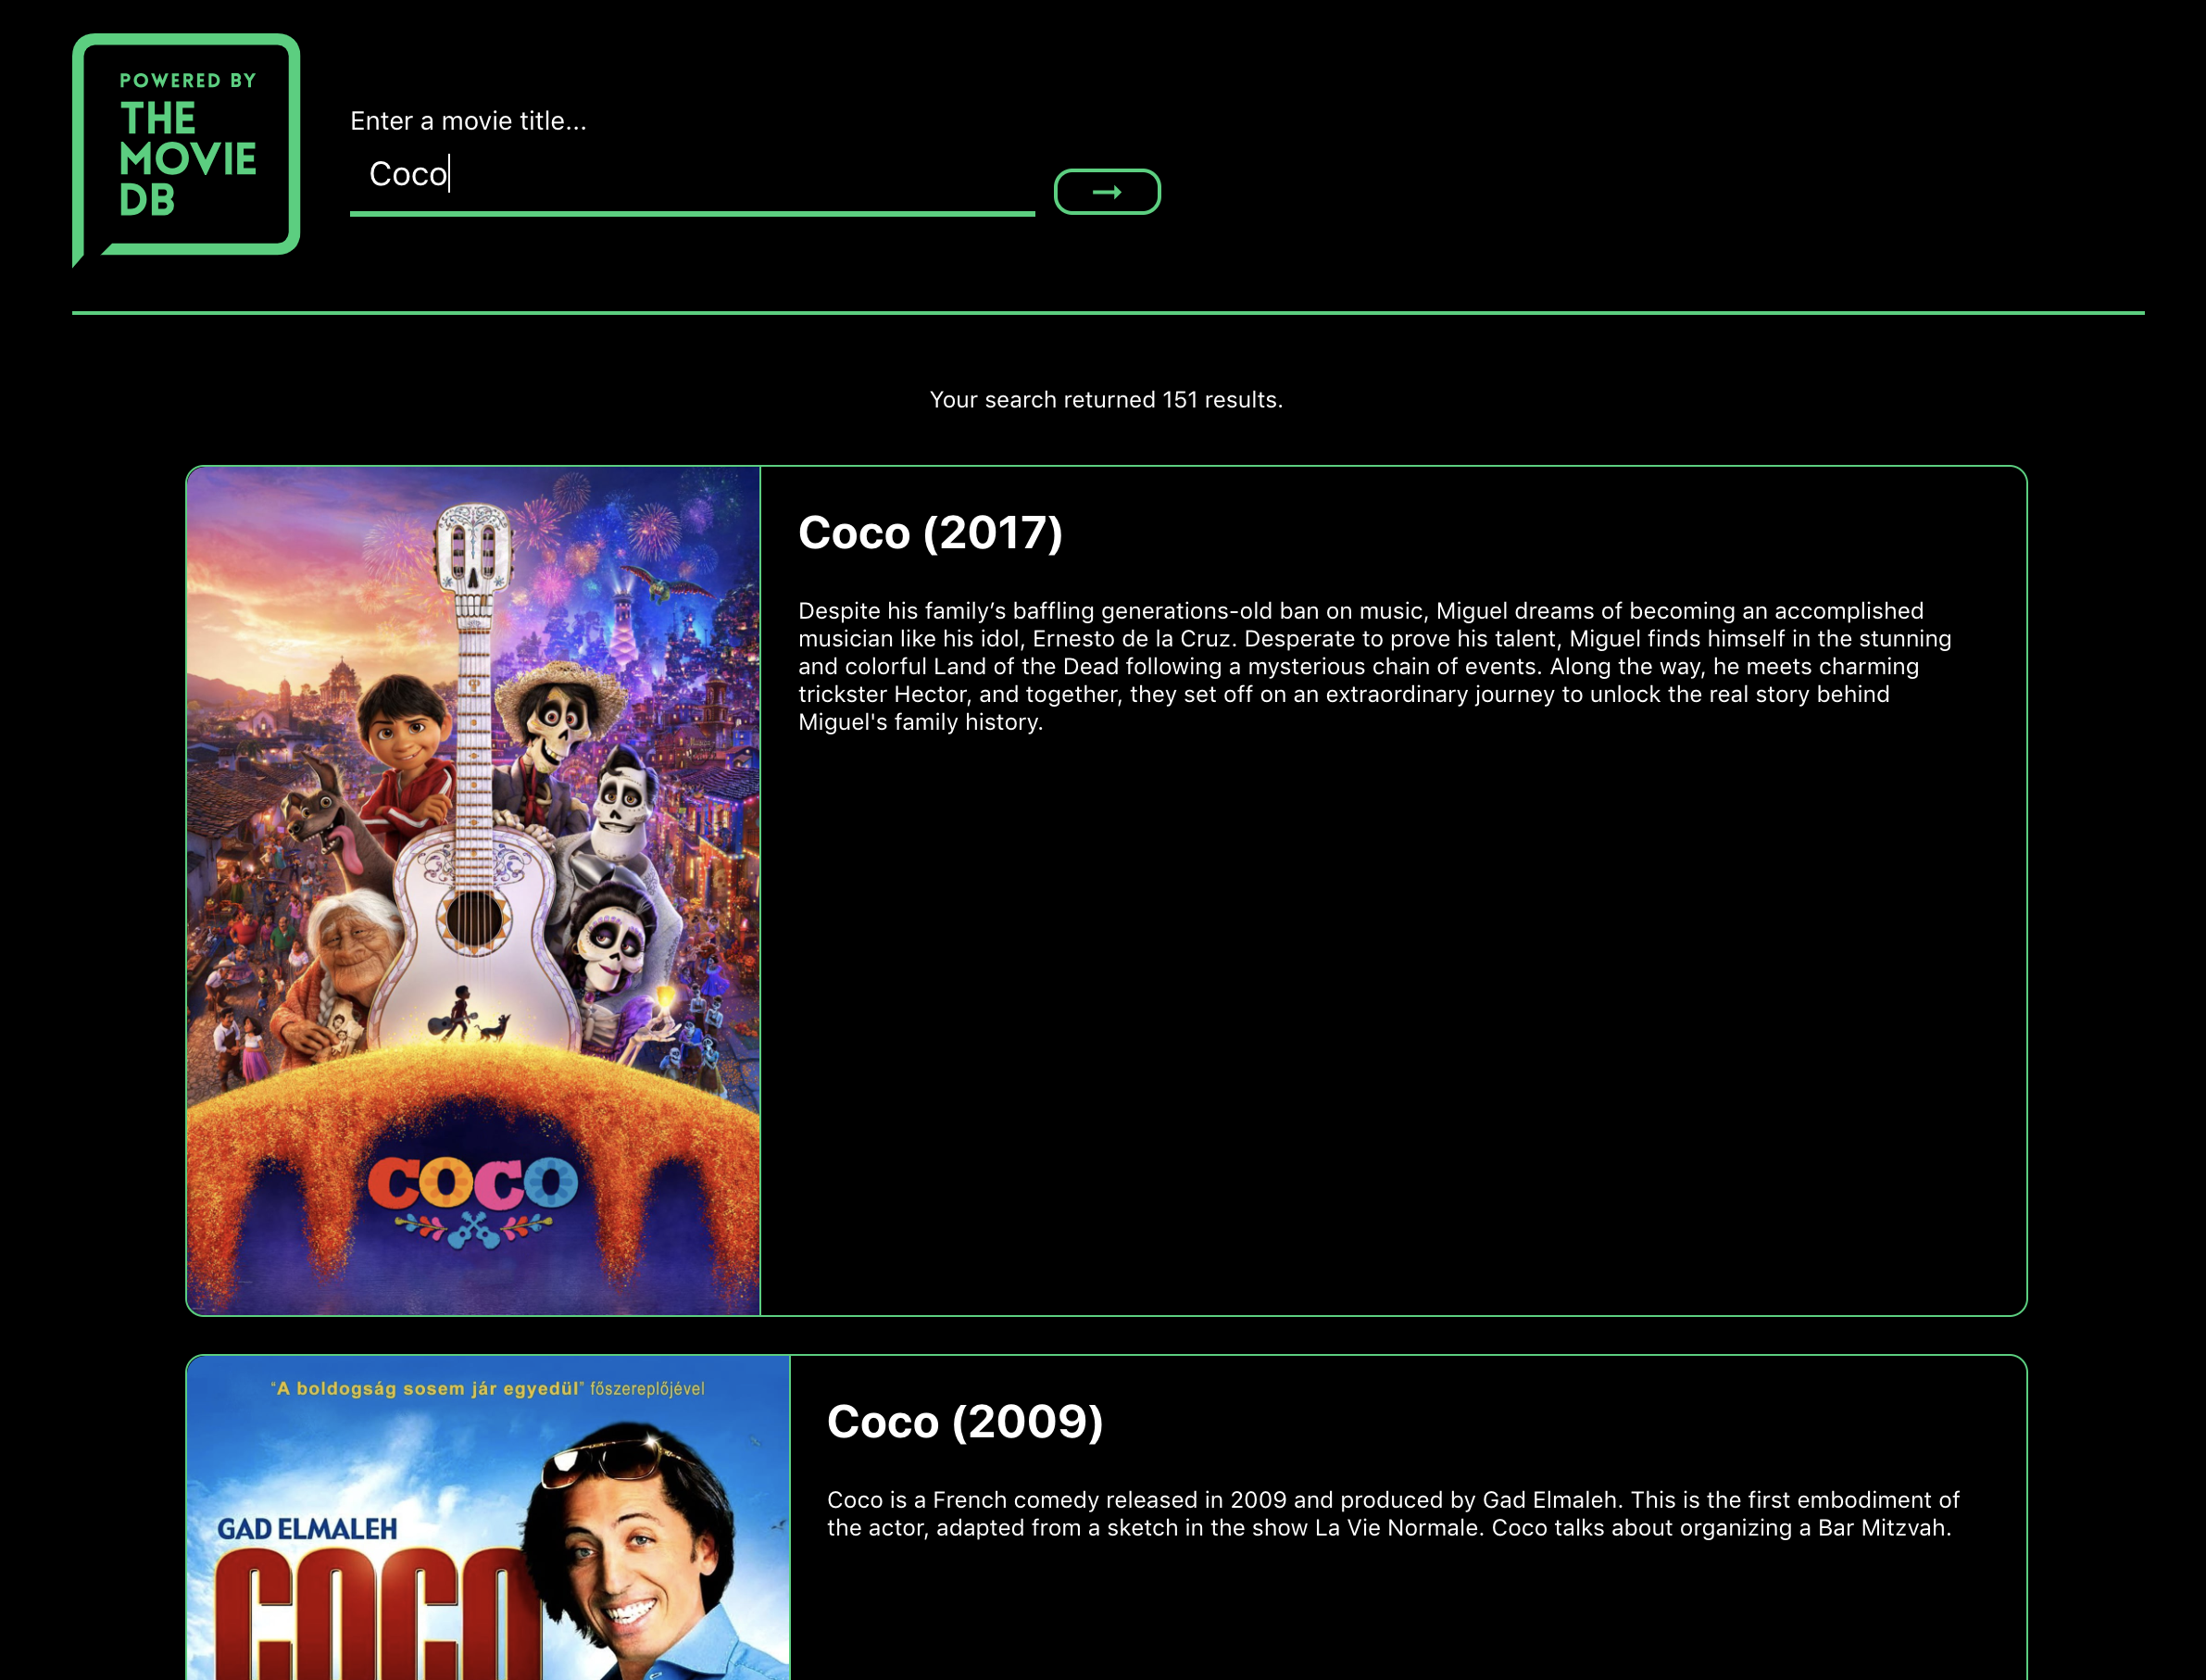 POWERED BY
THE
MOVIE
DB
Enter a movie title...
Coco
→
Your search returned 151 results.
COCO
Coco (2017)
Despite his family’s baffling generations-old ban on music, Miguel dreams of becoming an accomplished
musician like his idol, Ernesto de la Cruz. Desperate to prove his talent, Miguel finds himself in the stunning
and colorful Land of the Dead following a mysterious chain of events. Along the way, he meets charming
trickster Hector, and together, they set off on an extraordinary journey to unlock the real story behind
Miguel's family history.
“A boldogság sosem jár egyedül” főszereplőjével
GAD ELMALEH
COCO
Coco (2009)
Coco is a French comedy released in 2009 and produced by Gad Elmaleh. This is the first embodiment of
the actor, adapted from a sketch in the show La Vie Normale. Coco talks about organizing a Bar Mitzvah.